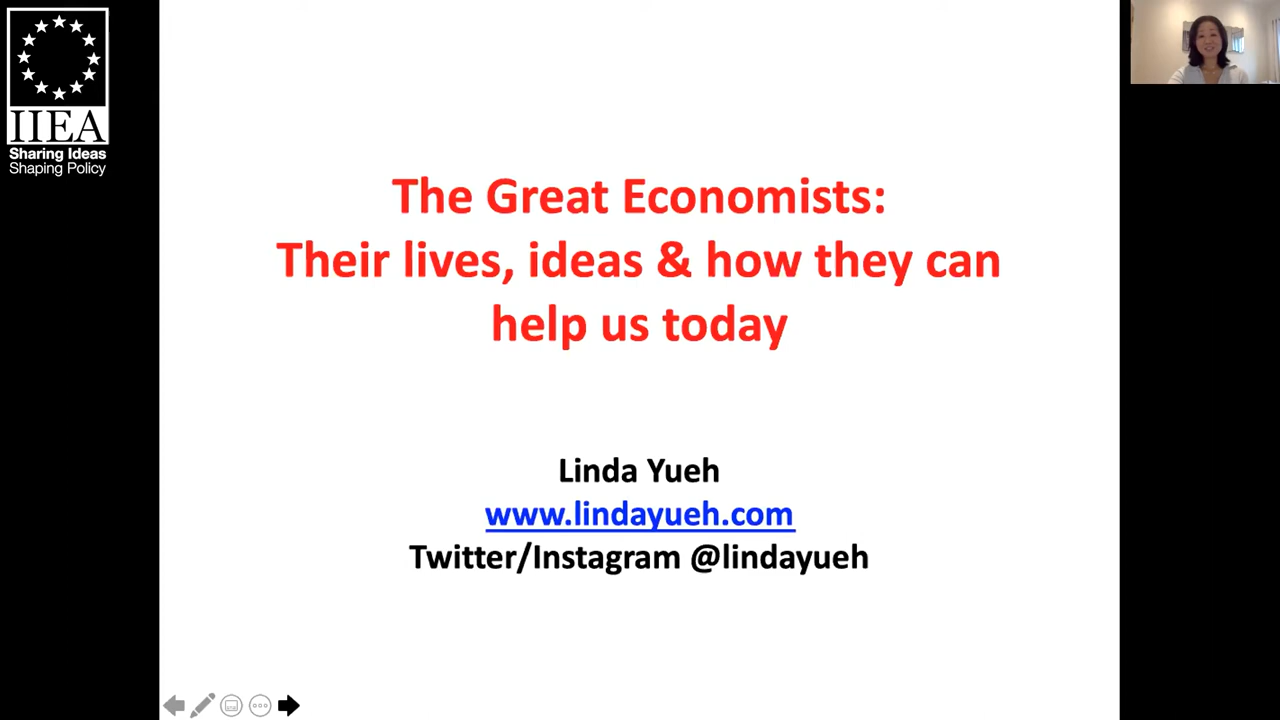 IIEA
Sharing Ideas
Shaping Policy
The Great Economists:
Their lives, ideas & how they can
help us today
Linda Yueh
www.lindayueh.com
Twitter/Instagram @lindayueh